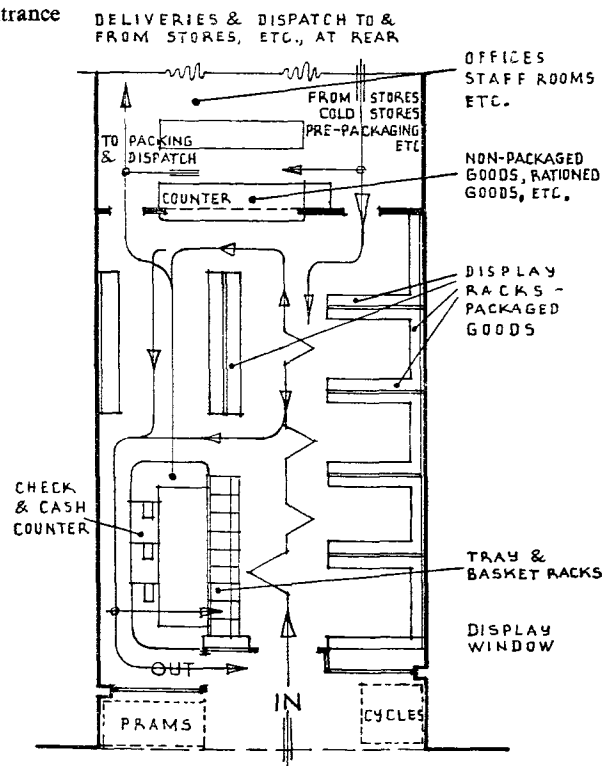 trance
DELIVERIES & DISPATCH TO &
FROM STORES, ETC., AT REAR
OFFICES
STAFF ROOMS
ETC.
FROM STORES
COLD STORES
PRE-PACKAGING
ETC
TO PACKING
& DISPATCH
NON-PACKAGED
GOODS, RATIONED
GOODS, ETC.
COUNTER
DISPLAY
RACKS -
PACKAGED
GOODS
CHECK
& CASH
COUNTER
TRAY &
BASKET RACKS
DISPLAY
WINDOW
OUT
IN
PRAMS
CYCLES